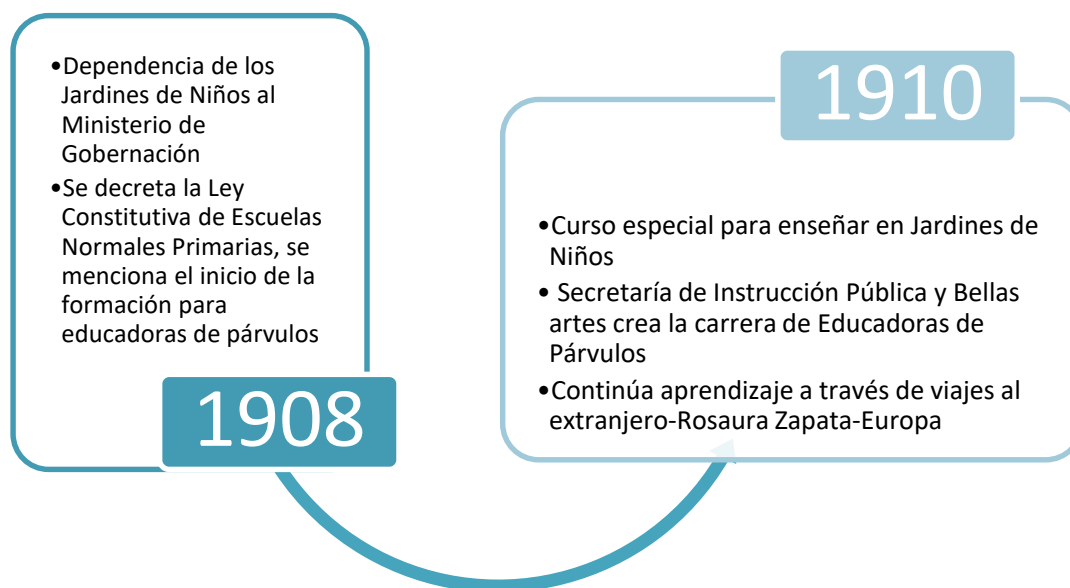 •Dependencia de los
Jardines de Niños al
Ministerio de
Gobernación
•Se decreta la Ley
Constitutiva de Escuelas
Normales Primarias, se
menciona el inicio de la
formación para
educadoras de párvulos
1908
1910
•Curso especial para enseñar en Jardines de
Niños
• Secretaría de Instrucción Pública y Bellas
artes crea la carrera de Educadoras de
Párvulos
•Continúa aprendizaje a través de viajes al
extranjero-Rosaura Zapata-Europa